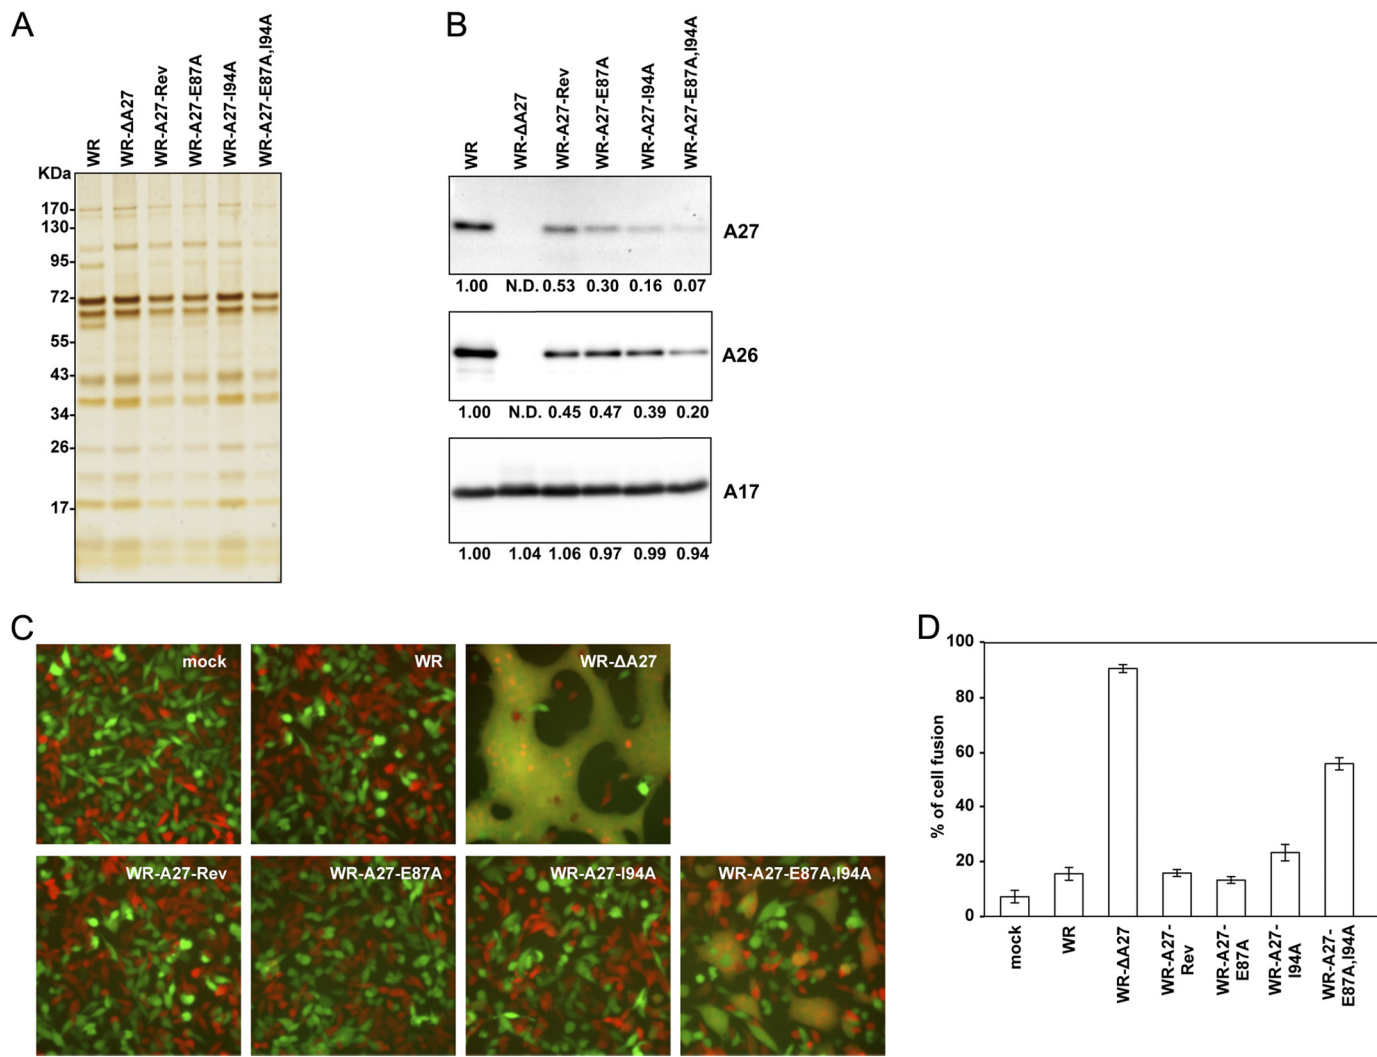 A
WR
WR-ΔA27
WR-A27-Rev
WR-A27-E87A
WR-A27-I94A
WR-A27-E87A,I94A
KDa
170
130
95
72
55
43
34
26
17
B
WR
WR-ΔA27
WR-A27-Rev
WR-A27-E87A
WR-A27-I94A
WR-A27-E87A,I94A
A27
1.00 N.D. 0.53 0.30 0.16 0.07
A26
1.00 N.D. 0.45 0.47 0.39 0.20
A17
1.00 1.04 1.06 0.97 0.99 0.94
C
mock
WR
WR-ΔA27
WR-A27-Rev
WR-A27-E87A
WR-A27-I94A
WR-A27-E87A,I94A
D
% of cell fusion
100
80
60
40
20
0
mock
WR
WR-ΔA27
WR-A27-
Rev
WR-A27-
E87A
WR-A27-
I94A
WR-A27-
E87A,I94A